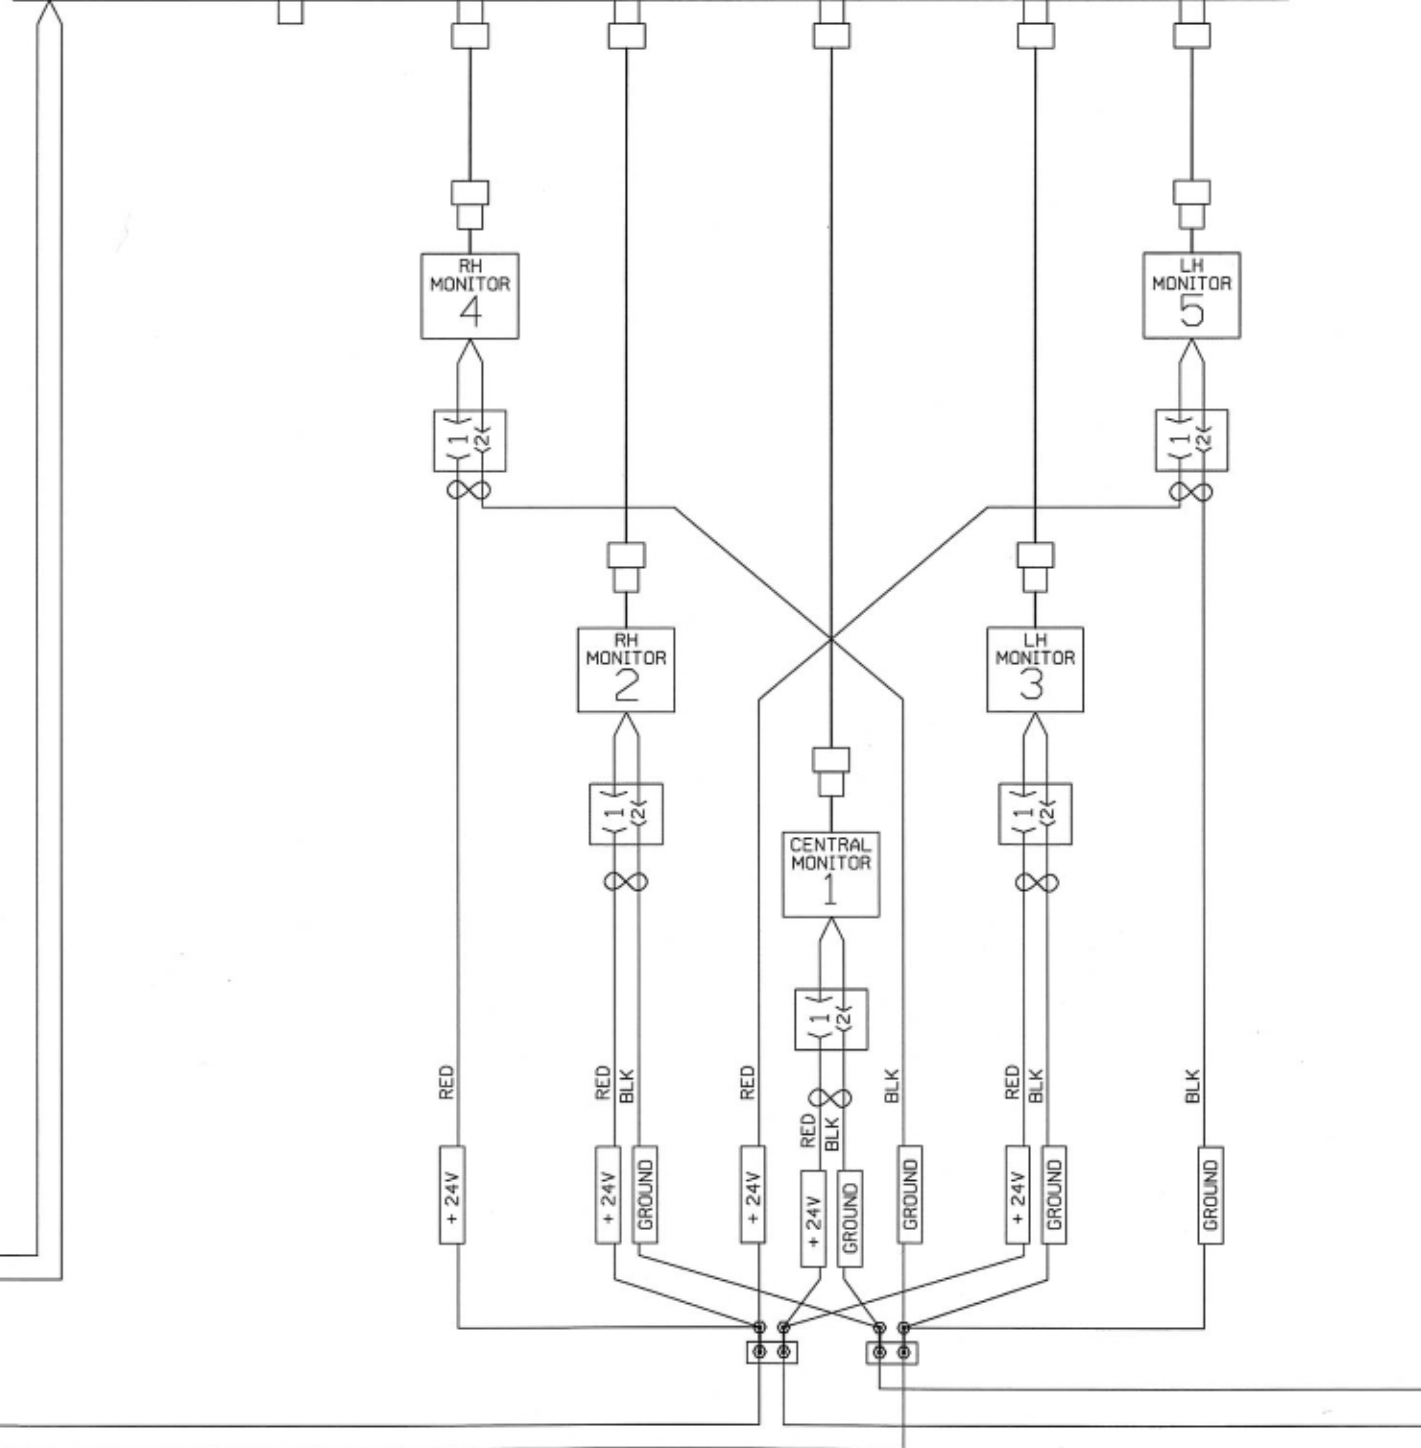 RH
MONITOR
4
LH
MONITOR
5
1
2
1
2
RH
MONITOR
2
LH
MONITOR
3
1
2
1
2
CENTRAL
MONITOR
1
1
2
RED
RED
BLK
RED
RED
BLK
BLK
RED
BLK
BLK
+ 24V
+ 24V
GROUND
+ 24V
+ 24V
GROUND
GROUND
+ 24V
GROUND
GROUND